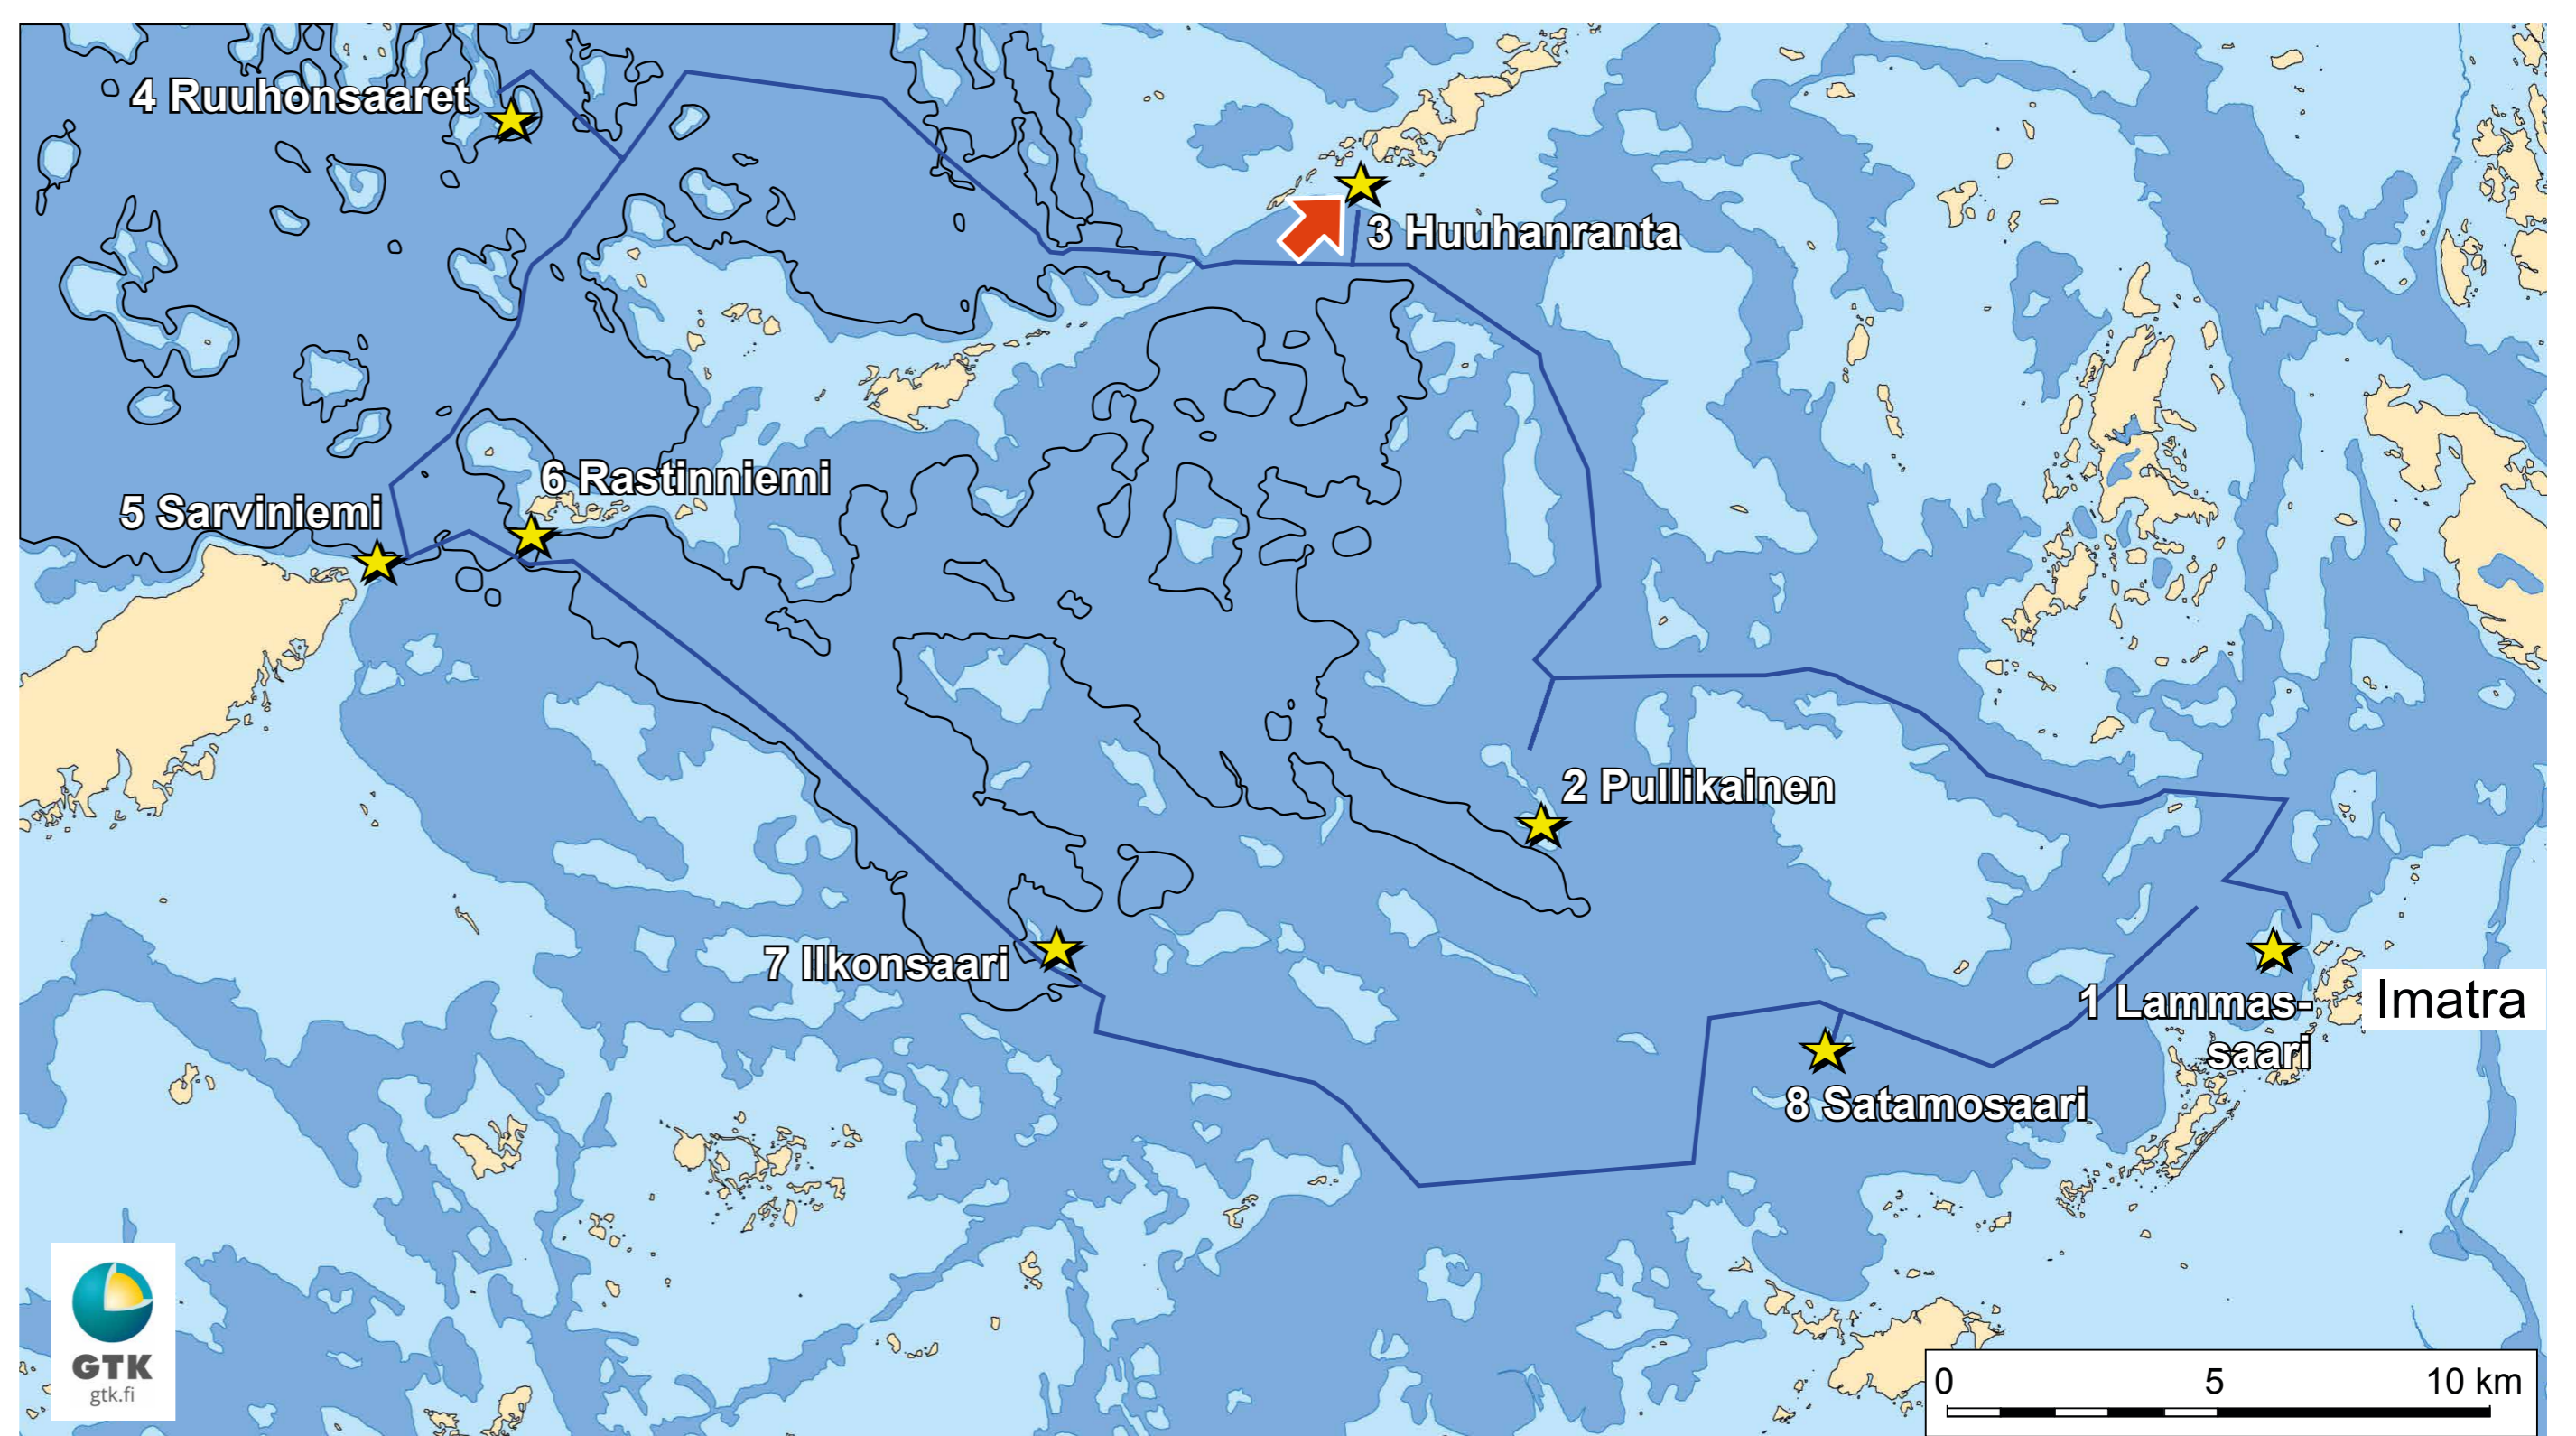 4 Ruuhonsaaret
3 Huuhanranta
6 Rastinniemi
5 Sarviniemi
2 Pullikainen
7 Ilkonsaari
1 Lammas-
saari
Imatra
8 Satamosaari
GTK
gtk.fi
0 5 10 km